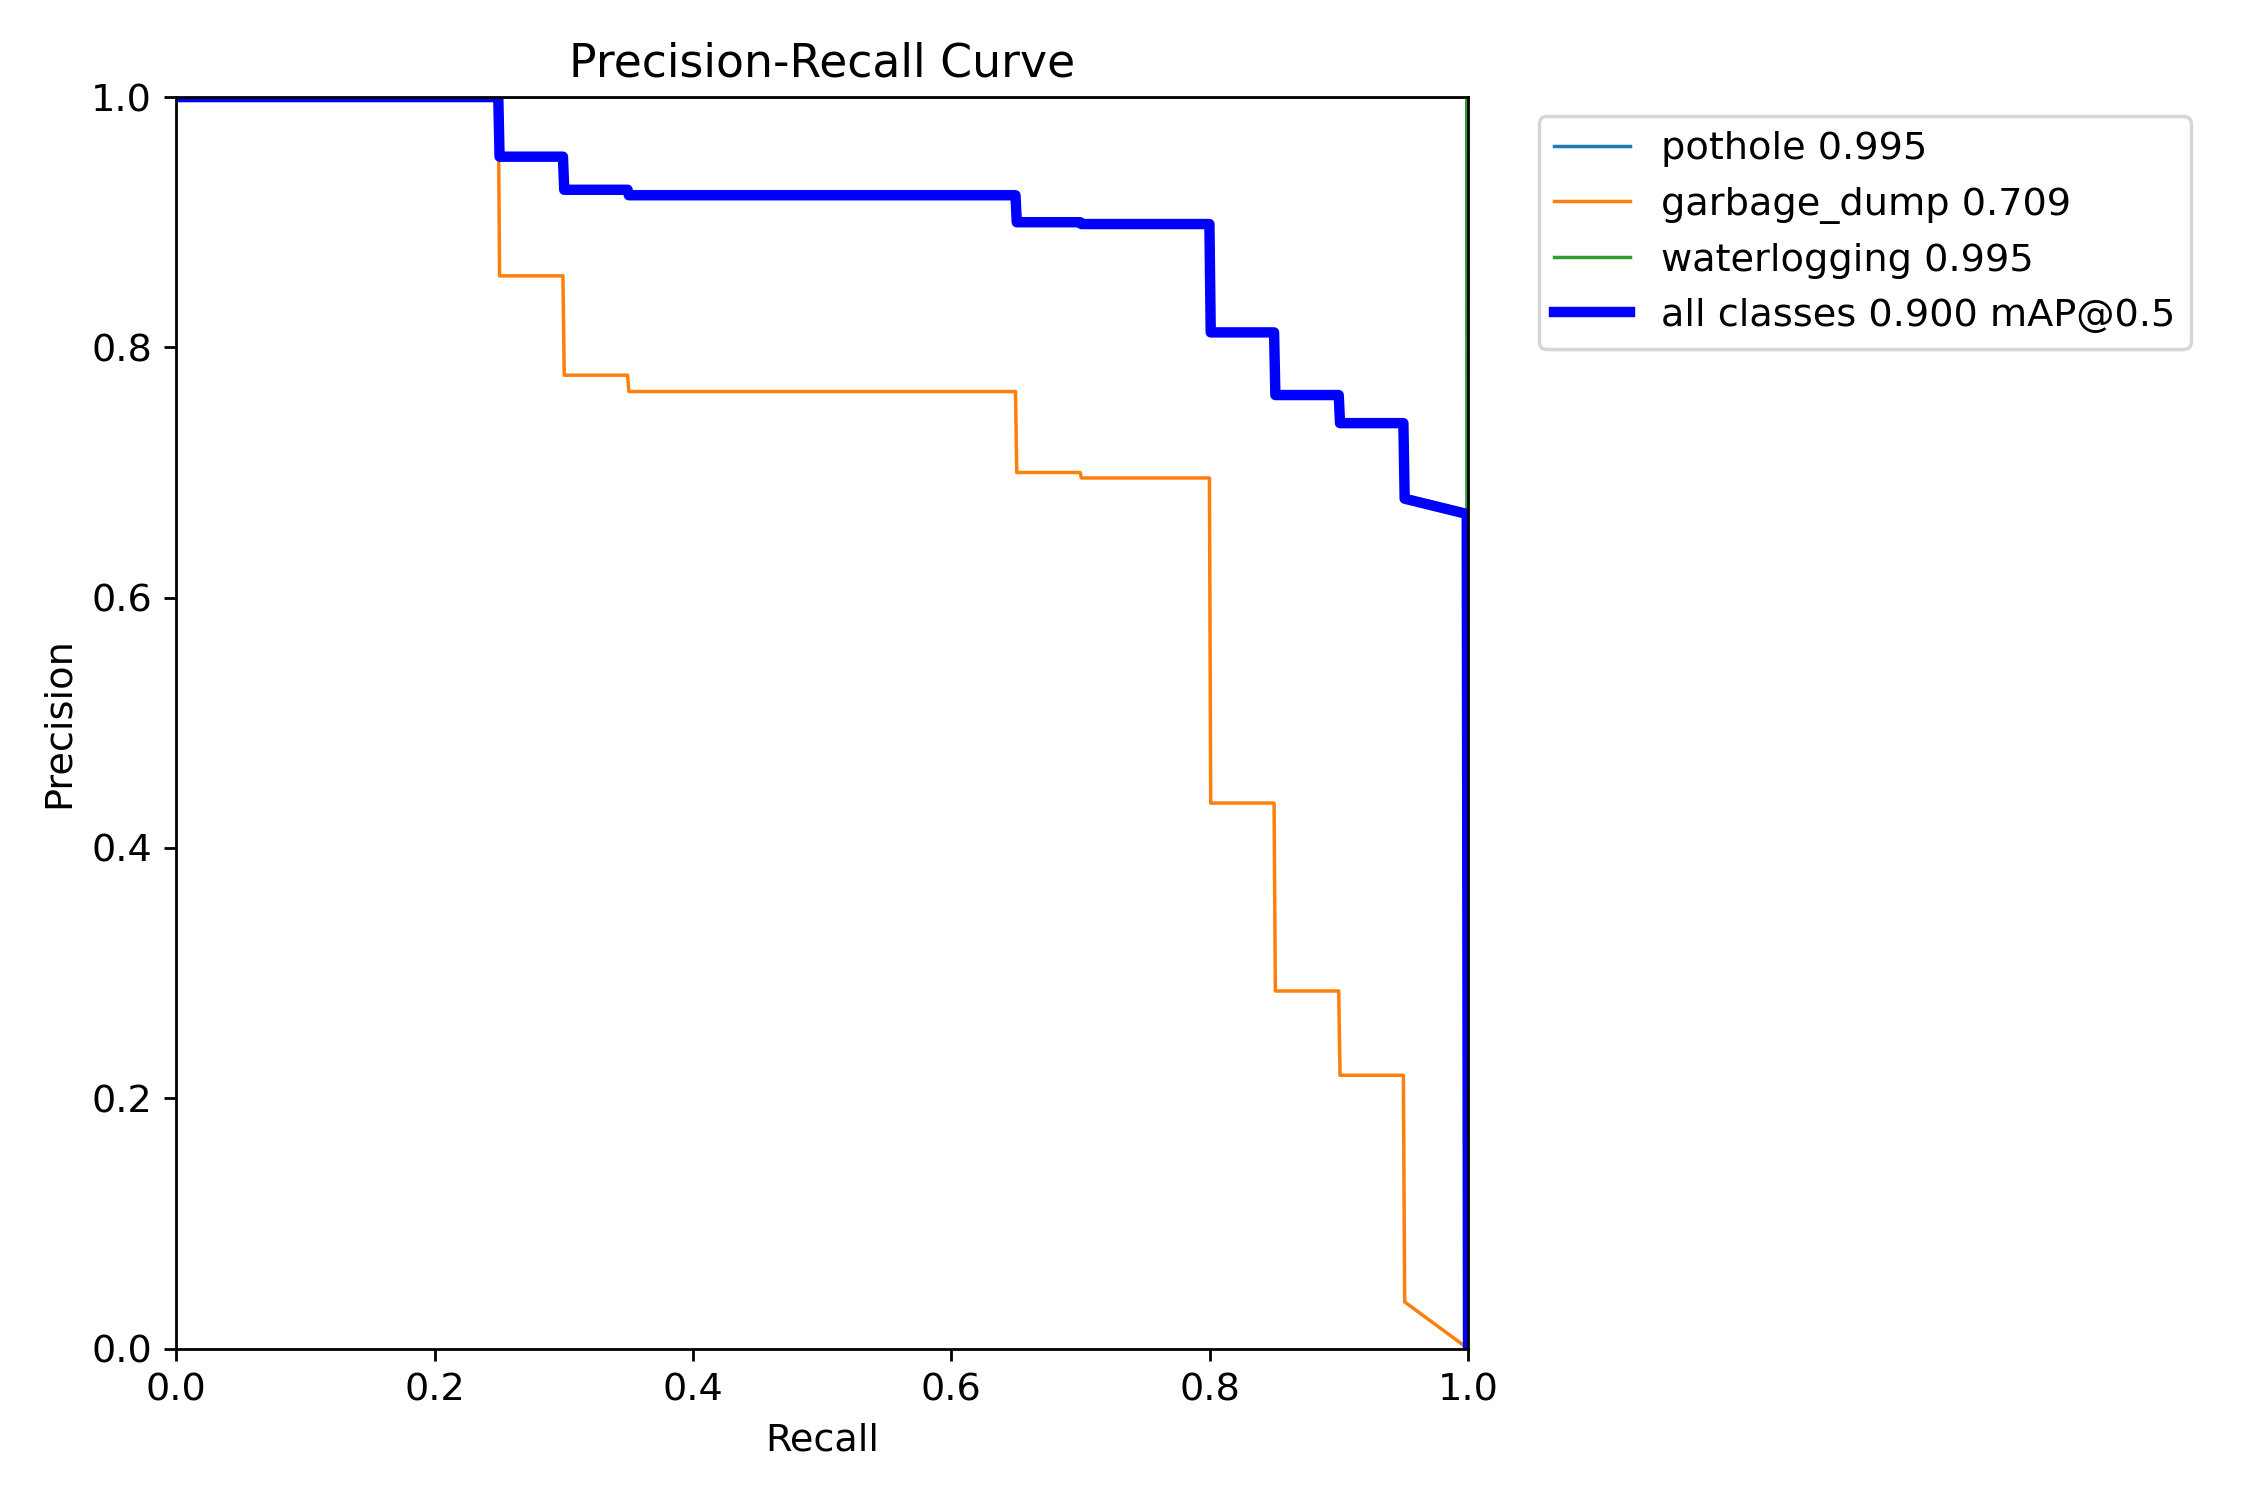 Precision-Recall Curve
1.0
0.8
0.6
0.4
0.2
0.0
Precision
0.0 0.2 0.4 0.6 0.8 1.0
Recall
pothole 0.995
garbage_dump 0.709
waterlogging 0.995
all classes 0.900 mAP@0.5